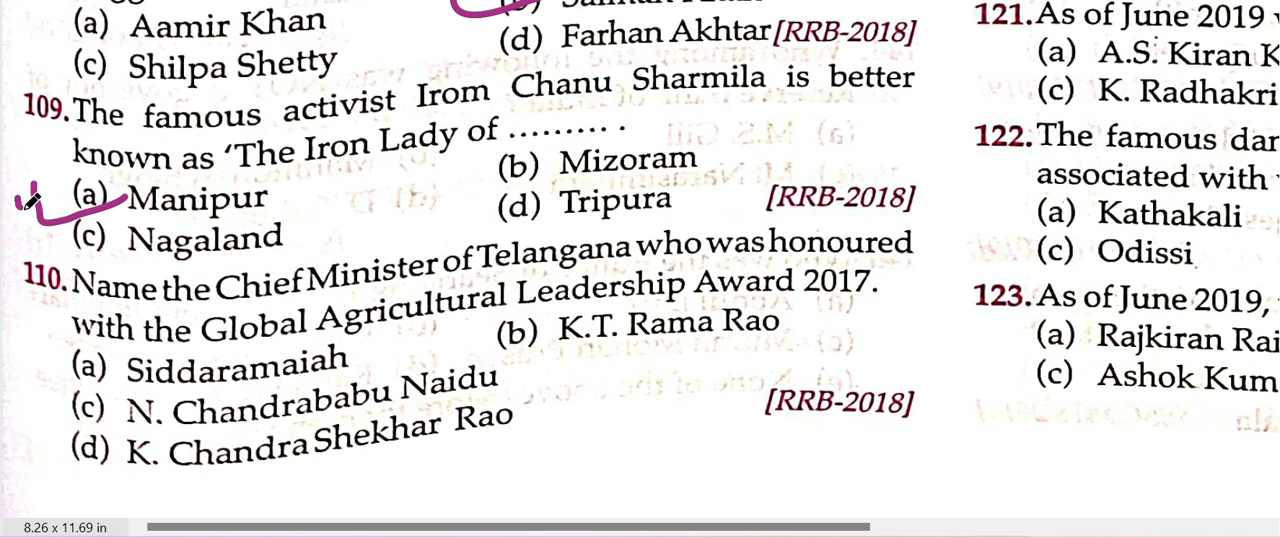 (a) Aamir Khan
(d) Farhan Akhtar [RRB-2018]
(c) Shilpa Shetty
109. The famous activist Irom Chanu Sharmila is better
known as ‘The Iron Lady of ..........
(a) Manipur
(b) Mizoram
(c) Nagaland
(d) Tripura [RRB-2018]
110. Name the Chief Minister of Telangana who was honoured
with the Global Agricultural Leadership Award 2017.
(a) Siddaramaiah
(b) K.T. Rama Rao
(c) N. Chandrababu Naidu
(d) K. Chandra Shekhar Rao [RRB-2018]
121. As of June 2019
(a) A.S. Kiran K
(c) K. Radhakri
122. The famous dar
associated with
(a) Kathakali
(c) Odissi
123. As of June 2019,
(a) Rajkiran Rai
(c) Ashok Kum
8.26 x 11.69 in